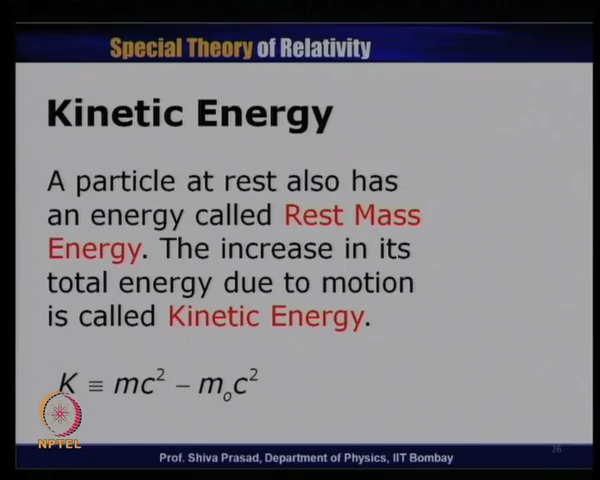 Special Theory of Relativity
Kinetic Energy
A particle at rest also has
an energy called Rest Mass
Energy. The increase in its
total energy due to motion
is called Kinetic Energy.
K ≡ mc² − mₒc²
NPTEL
Prof. Shiva Prasad, Department of Physics, IIT Bombay
26